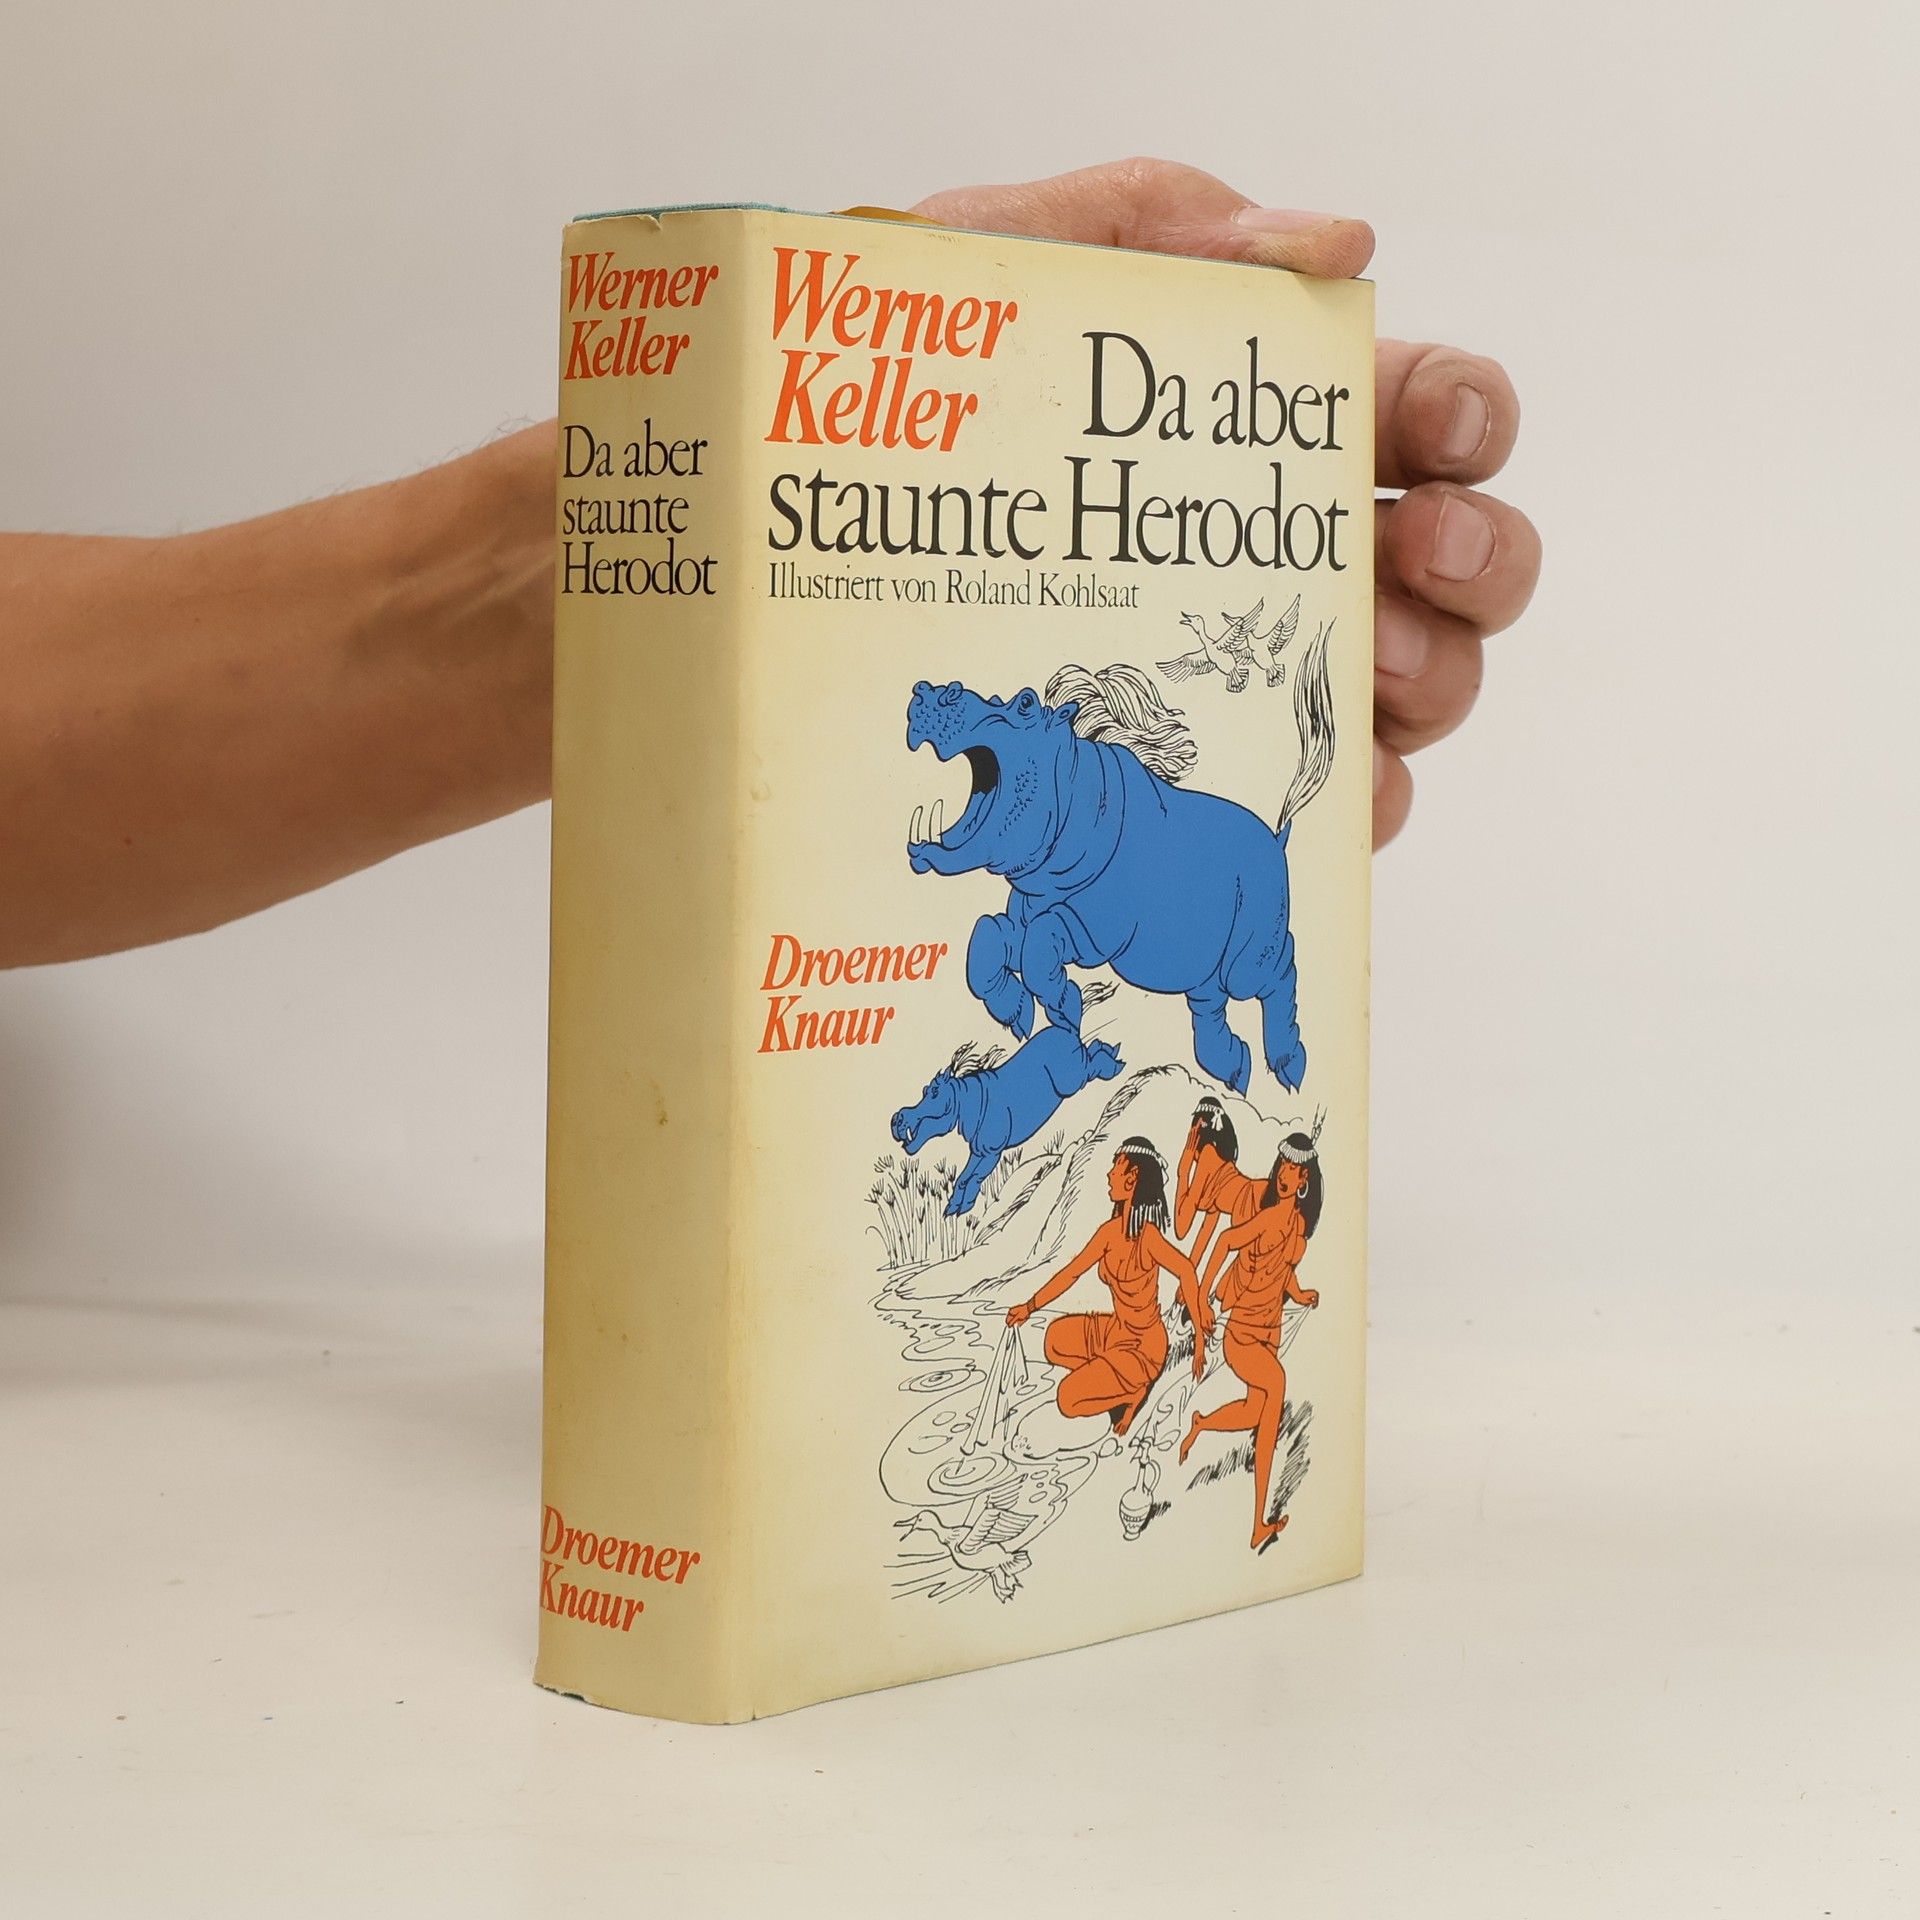 Werner
Keller
Da aber
staunte
Herodot
Droemer
Knaur
Werner
Keller
Da aber
staunte Herodot
Illustriert von Roland Kohlsaat
Droemer
Knaur